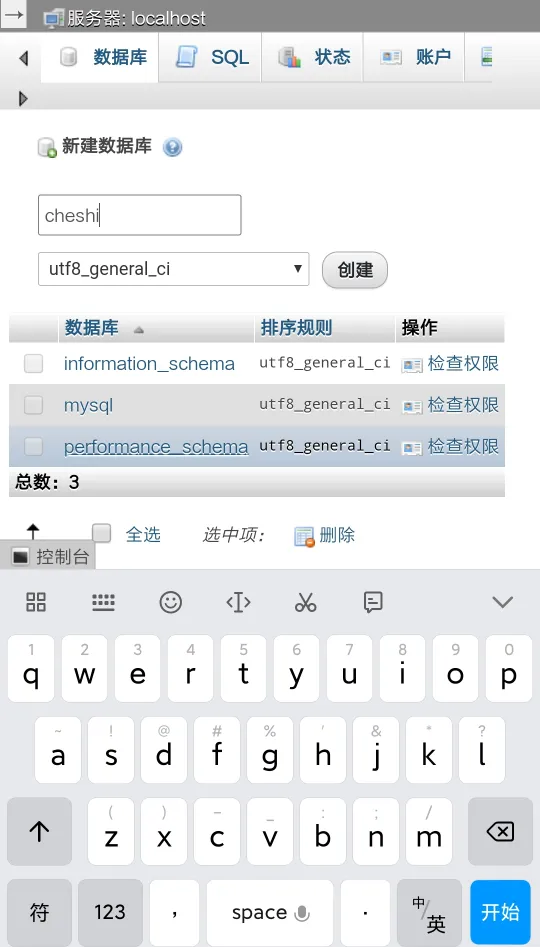 服务器: localhost
数据库 SQL 状态 账户
新建数据库
cheshi
utf8_general_ci 创建
数据库 排序规则 操作
information_schema utf8_general_ci 检查权限
mysql utf8_general_ci 检查权限
performance_schema utf8_general_ci 检查权限
总数：3
全选 选中项： 删除
控制台
1 2 3 4 5 6 7 8 9 0
q w e r t y u i o p
~ ! @ # % ' & * ?
a s d f g h j k l
( ) - _ : ; /
z x c v b n m
符 123 , space . 中/英 开始